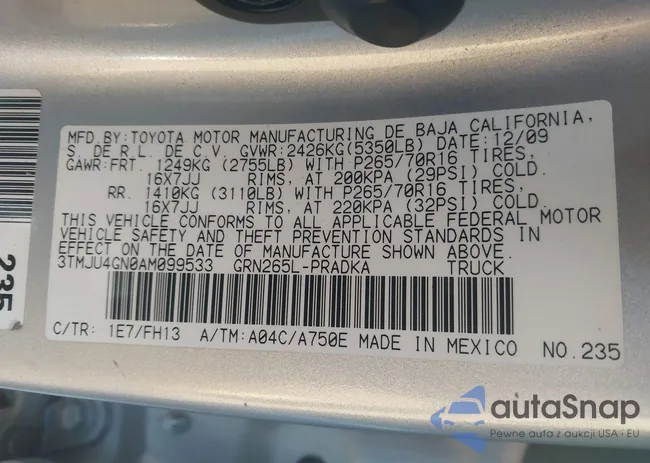 MFD.BY:TOYOTA MOTOR MANUFACTURING DE BAJA CALIFORNIA,
S. DE R.L. DE C.V. GVWR:2426KG(5350LB) DATE:12/09
GAWR:FRT. 1249KG (2755LB) WITH P265/70R16 TIRES,
16X7JJ RIMS, AT 200KPA (29PSI) COLD.
RR. 1410KG (3110LB) WITH P265/70R16 TIRES,
16X7JJ RIMS, AT 220KPA (32PSI) COLD.
THIS VEHICLE CONFORMS TO ALL APPLICABLE FEDERAL MOTOR
VEHICLE SAFETY AND THEFT PREVENTION STANDARDS IN
EFFECT ON THE DATE OF MANUFACTURE SHOWN ABOVE.
3TMJU4GN0AM099533 GRN265L-PRADKA TRUCK
C/TR: 1E7/FH13 A/TM:A04C/A750E MADE IN MEXICO NO.235
235
autaSnap
Pewne auta z aukcji USA i EU